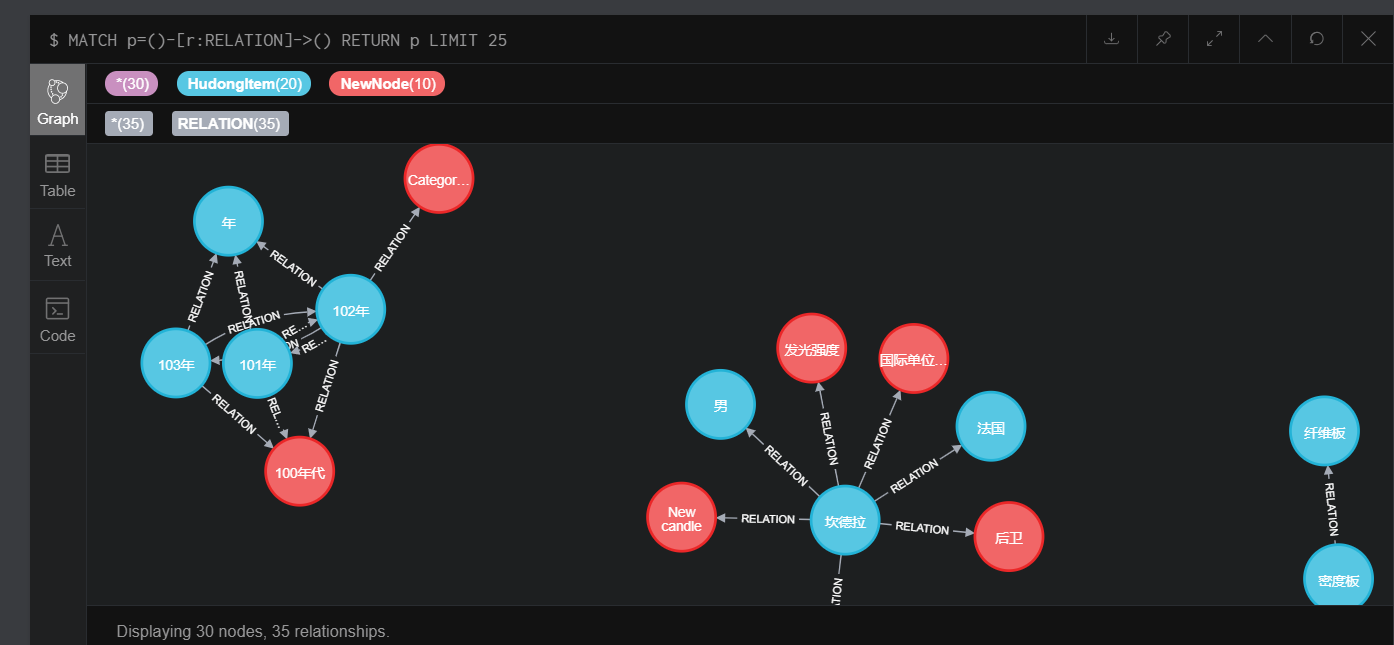 $ MATCH p=()-[r:RELATION]->() RETURN p LIMIT 25
*(30) HudongItem(20) NewNode(10)
Graph
*(35) RELATION(35)
Table
Text
Code
Categor...
年
RELATION
RELATION
RELATION
RELATION
102年
RELATION
RE...
RE...
103年
101年
RELATION
REL...
RELATION
100年代
发光强度
国际单位...
男
法国
纤维板
RELATION
RELATION
RELATION
RELATION
RELATION
New
candle
RELATION
坎德拉
RELATION
后卫
密度板
Displaying 30 nodes, 35 relationships.